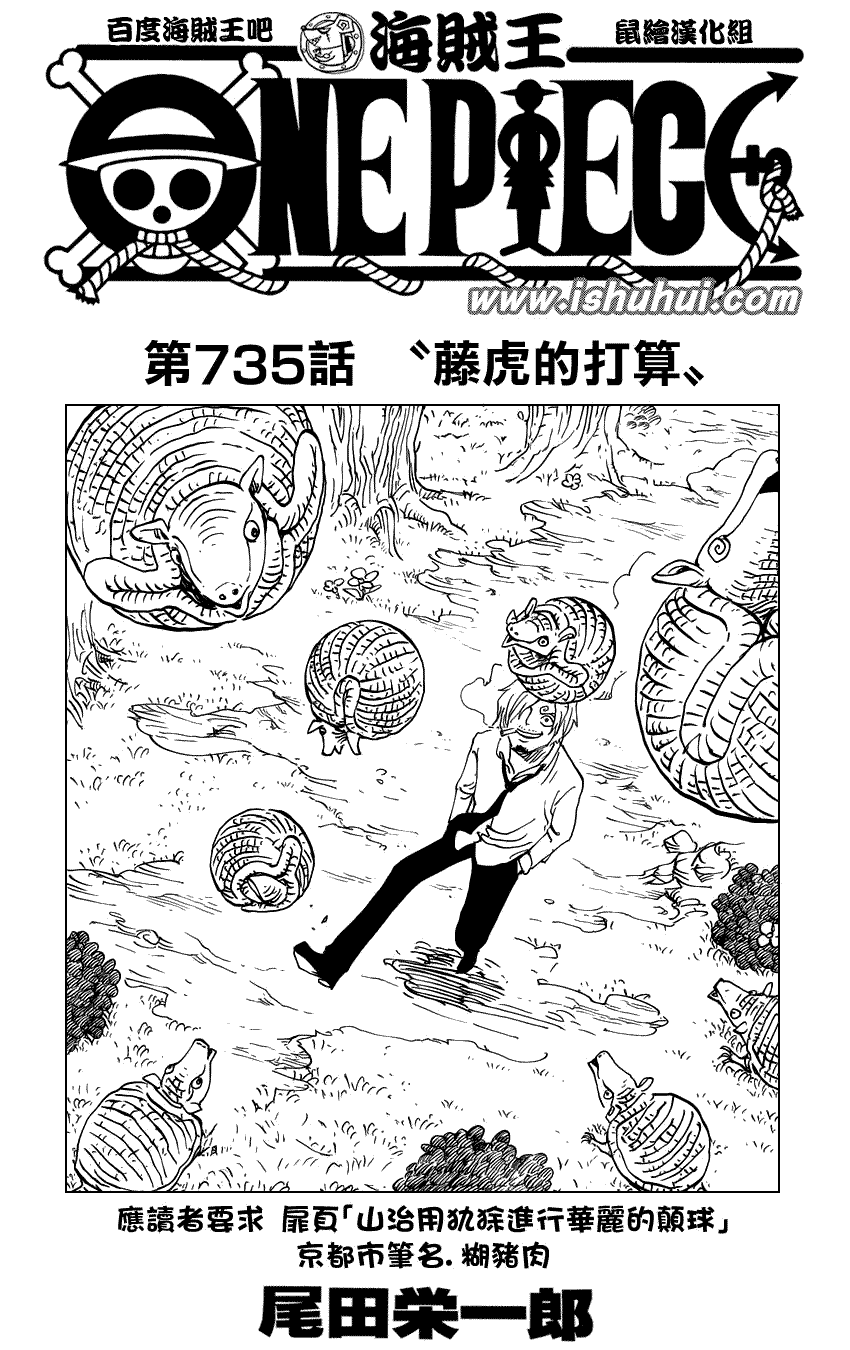 百度海賊王吧
海賊王
鼠繪漢化組
ONE PIECE
www.ishuhui.com
第735話 〝藤虎的打算〟
應讀者要求 扉頁「山治用犰狳進行華麗的顛球」
京都市筆名.糊豬肉
尾田栄一郎